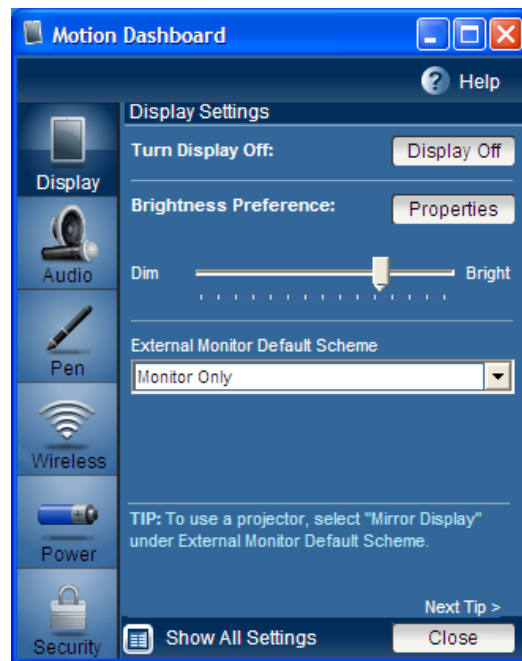 Motion Dashboard
Help
Display
Audio
Pen
Wireless
Power
Security
Display Settings
Turn Display Off: Display Off
Brightness Preference: Properties
Dim Bright
External Monitor Default Scheme
Monitor Only
TIP: To use a projector, select "Mirror Display"
under External Monitor Default Scheme.
Next Tip >
Show All Settings Close